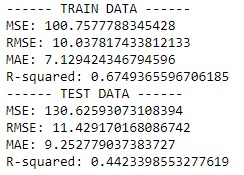 ------ TRAIN DATA ------
MSE: 100.7577788345428
RMSE: 10.037817433812133
MAE: 7.129424346794596
R-squared: 0.6749365596706185
------ TEST DATA ------
MSE: 130.62593073108394
RMSE: 11.429170168086742
MAE: 9.252779037383727
R-squared: 0.4423398553277619